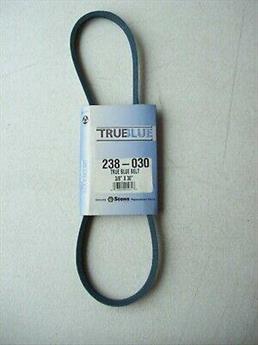 TRUEBLUE
238-030
TRUE BLUE BELT
3/8" X 30"
Stens